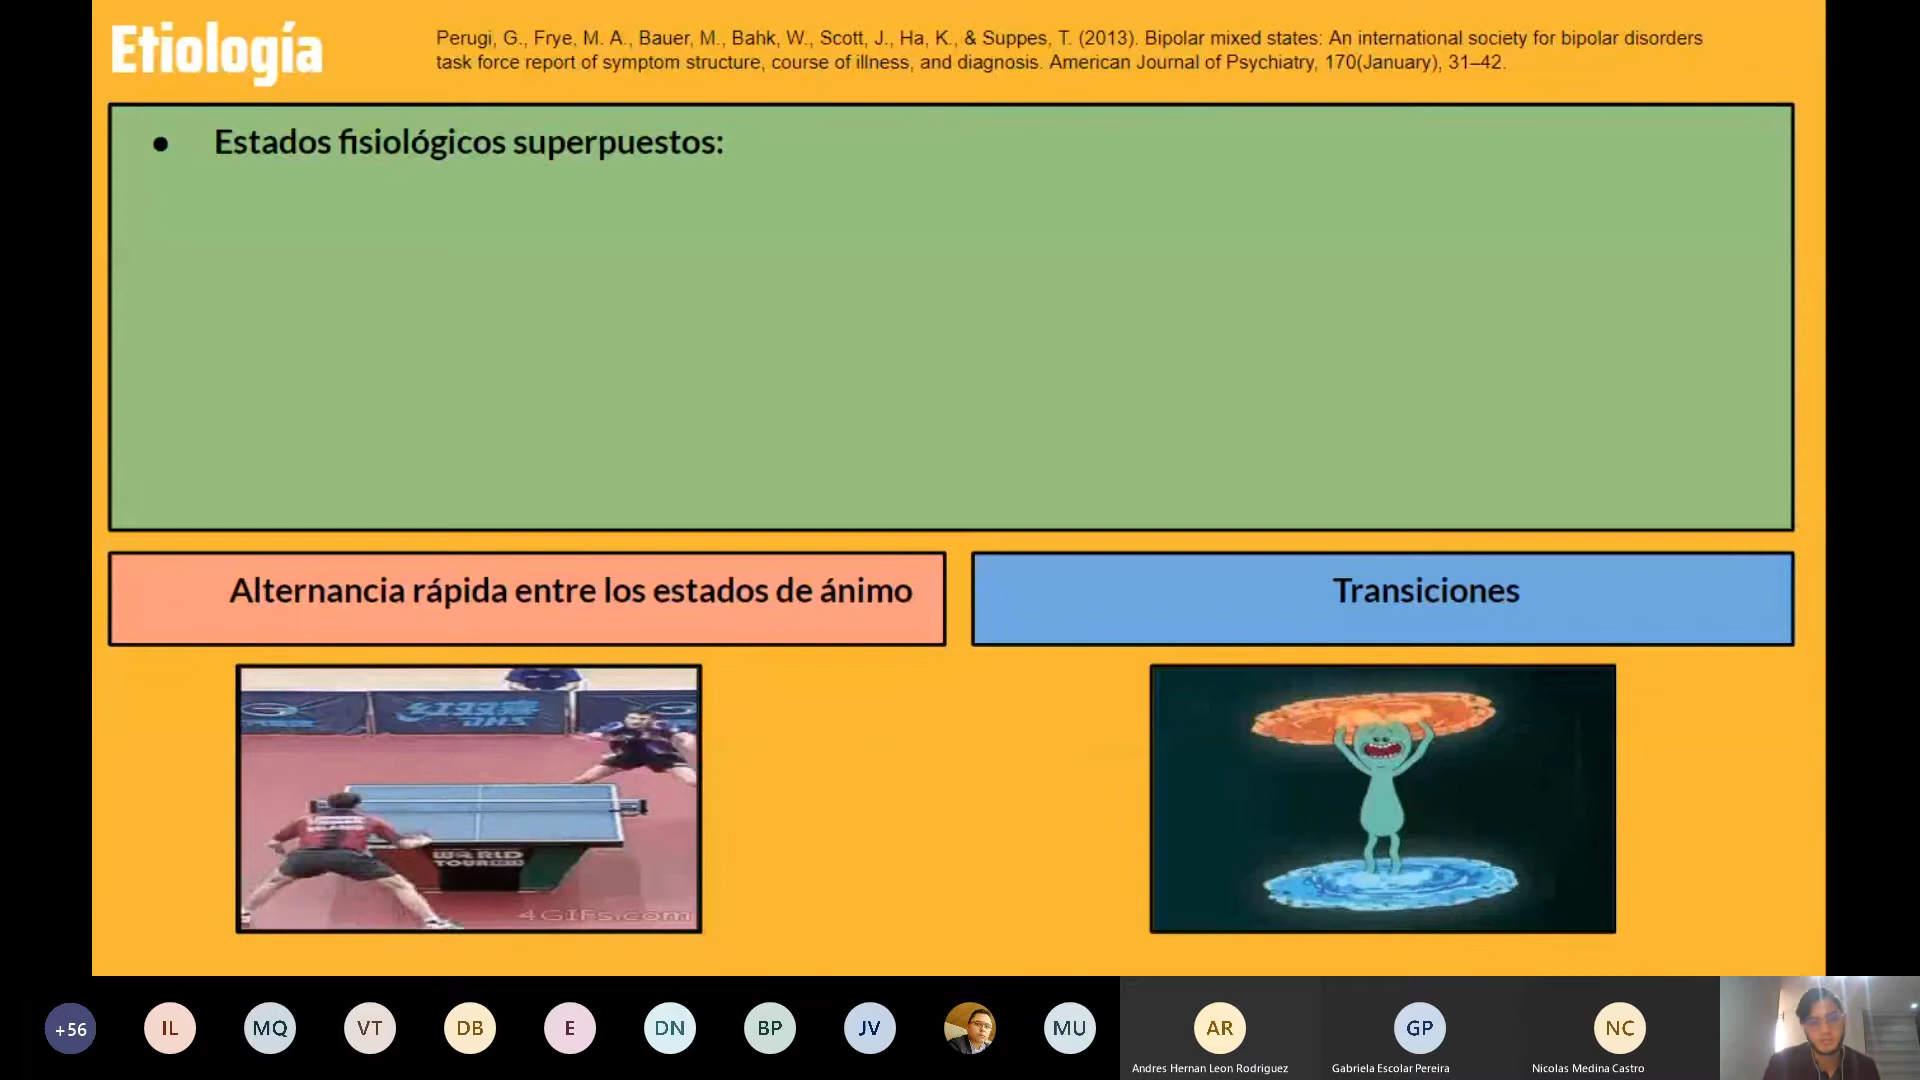 Etiología
Perugi, G., Frye, M. A., Bauer, M., Bahk, W., Scott, J., Ha, K., & Suppes, T. (2013). Bipolar mixed states: An international society for bipolar disorders
task force report of symptom structure, course of illness, and diagnosis. American Journal of Psychiatry, 170(January), 31–42.
● Estados fisiológicos superpuestos:
Alternancia rápida entre los estados de ánimo
Transiciones
DHS
WORLD
TOUR
4GIFs.com
+56
IL
MQ
VT
DB
E
DN
BP
JV
MU
AR
GP
NC
Andres Hernan Leon Rodriguez
Gabriela Escolar Pereira
Nicolas Medina Castro